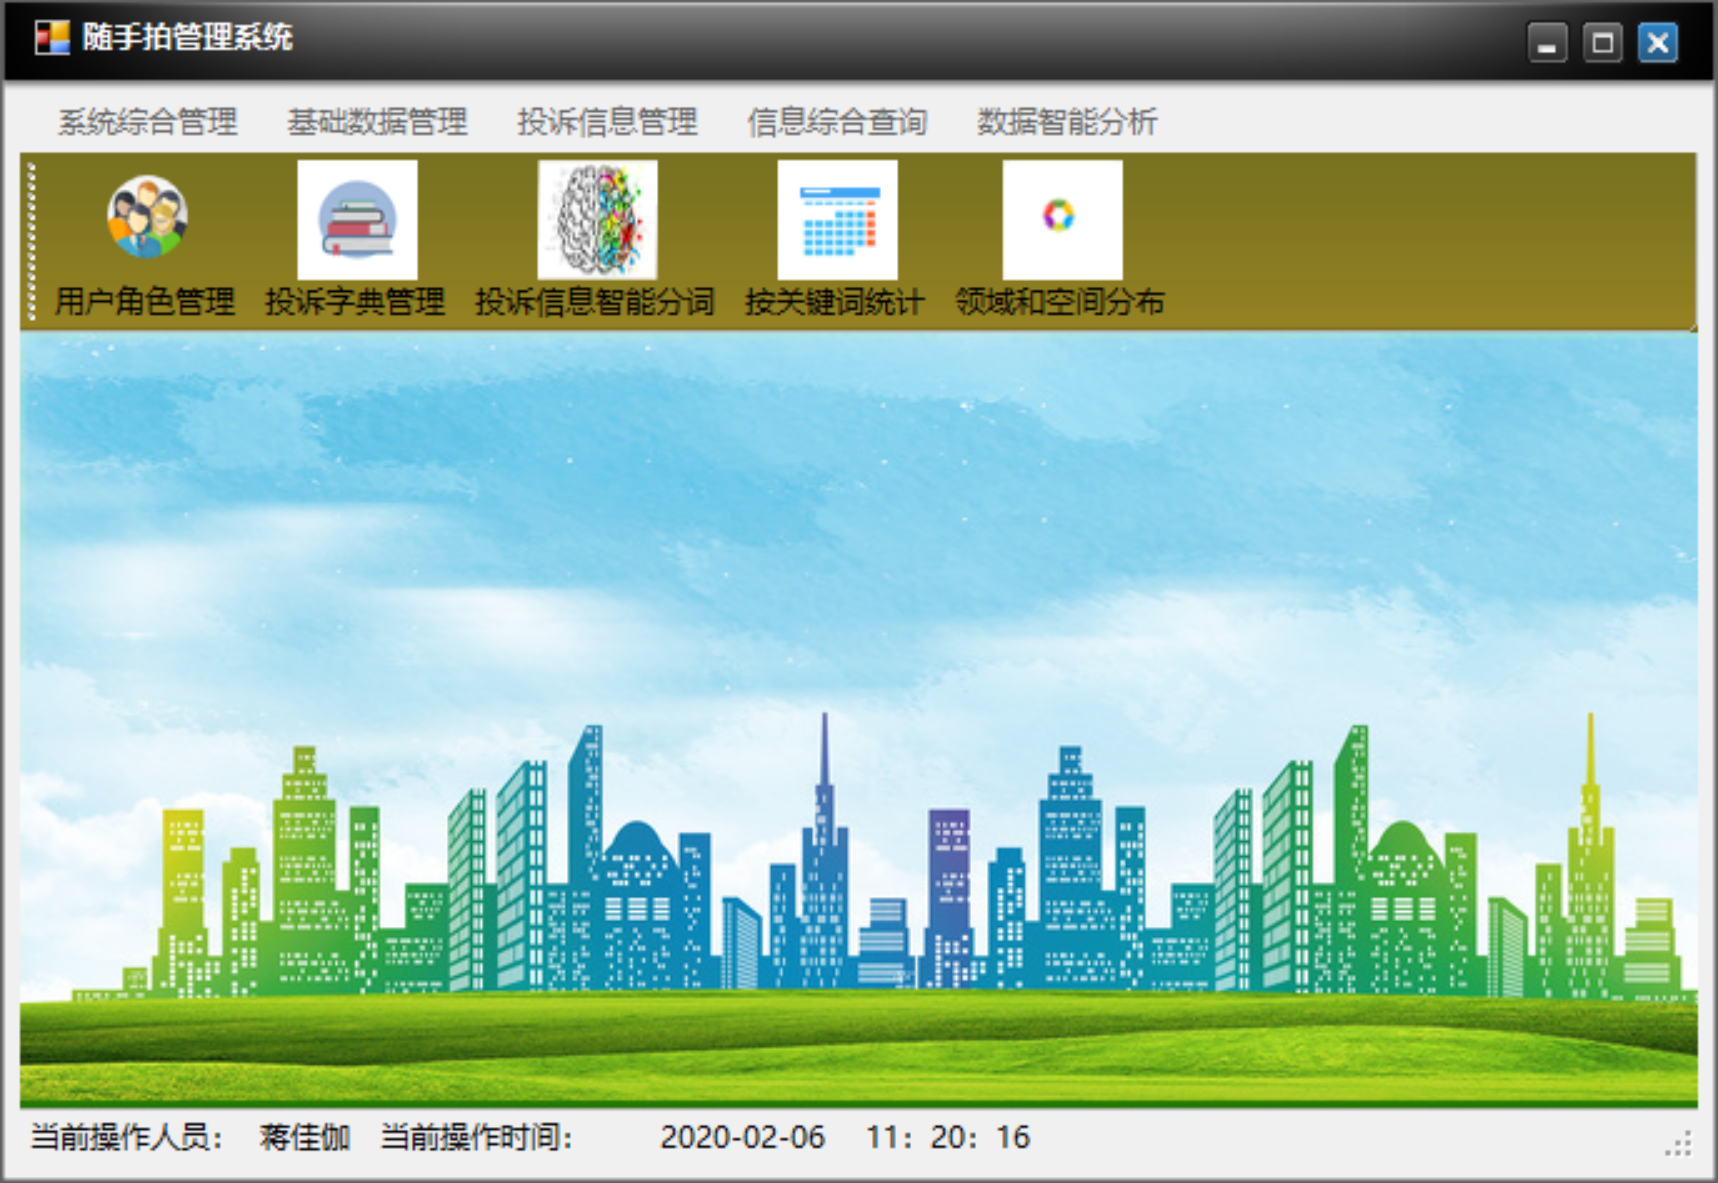 随手拍管理系统
系统综合管理 基础数据管理 投诉信息管理 信息综合查询 数据智能分析
用户角色管理 投诉字典管理 投诉信息智能分词 按关键词统计 领域和空间分布
当前操作人员： 蒋佳伽 当前操作时间： 2020-02-06 11：20：16